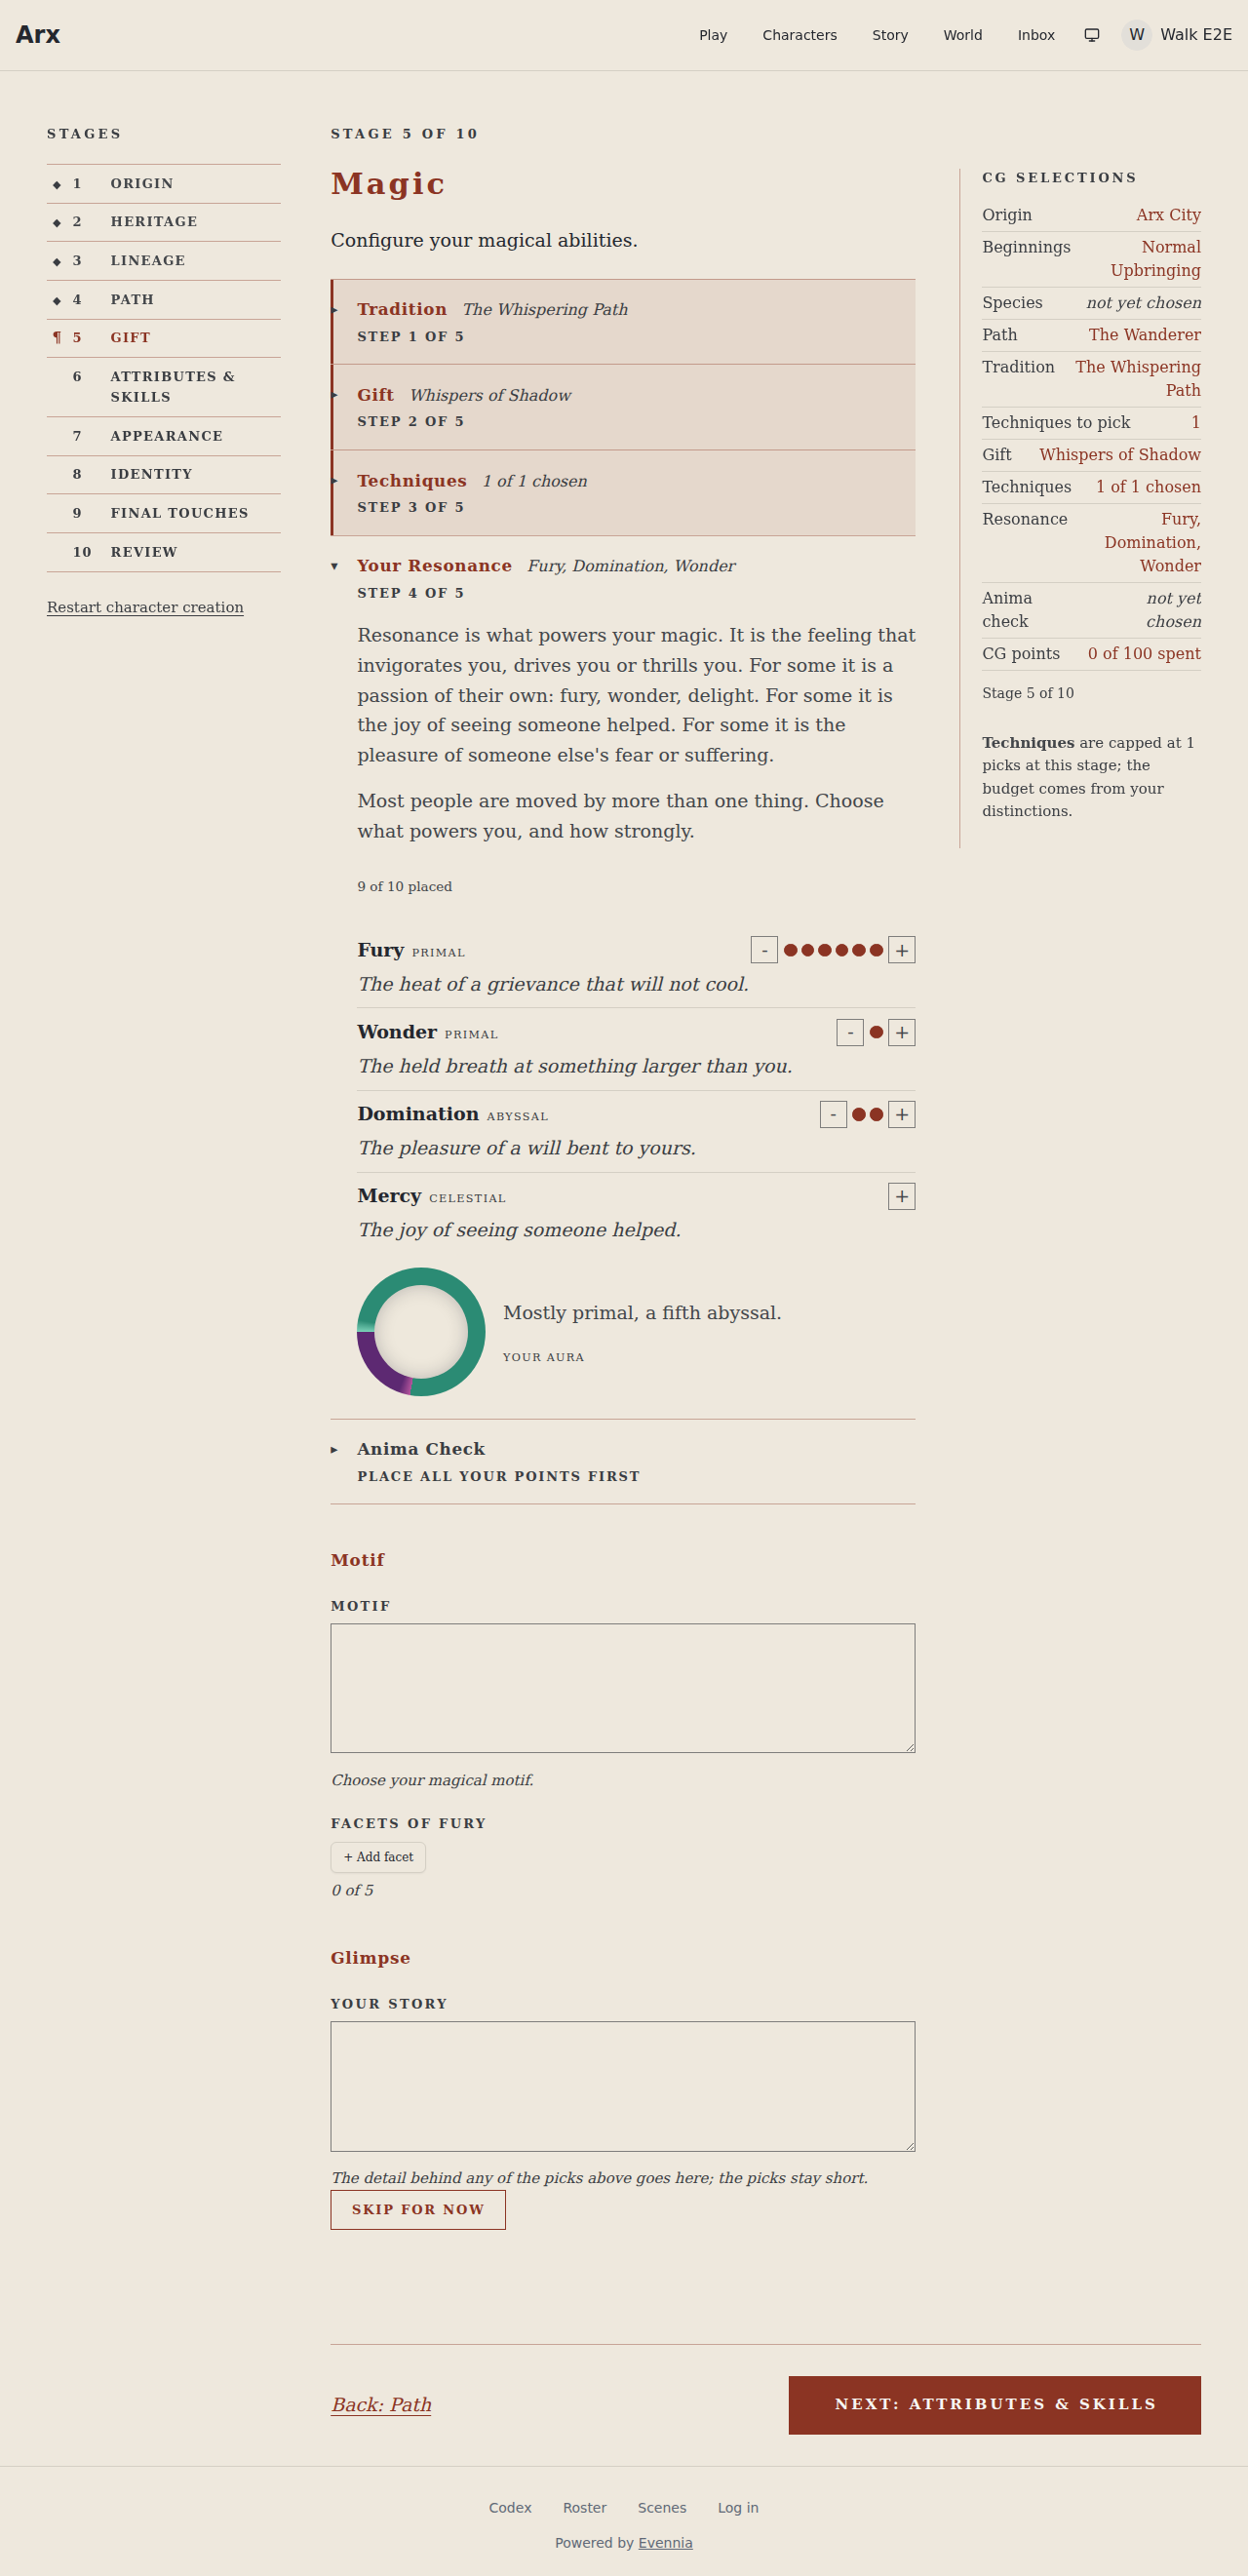 Arx
Play Characters Story World Inbox W Walk E2E
STAGES
◆ 1 ORIGIN
◆ 2 HERITAGE
◆ 3 LINEAGE
◆ 4 PATH
¶ 5 GIFT
6 ATTRIBUTES &
SKILLS
7 APPEARANCE
8 IDENTITY
9 FINAL TOUCHES
10 REVIEW
Restart character creation
STAGE 5 OF 10
Magic
Configure your magical abilities.
▸ Tradition The Whispering Path
STEP 1 OF 5
▸ Gift Whispers of Shadow
STEP 2 OF 5
▸ Techniques 1 of 1 chosen
STEP 3 OF 5
▾ Your Resonance Fury, Domination, Wonder
STEP 4 OF 5
Resonance is what powers your magic. It is the feeling that
invigorates you, drives you or thrills you. For some it is a
passion of their own: fury, wonder, delight. For some it is
the joy of seeing someone helped. For some it is the
pleasure of someone else's fear or suffering.
Most people are moved by more than one thing. Choose
what powers you, and how strongly.
9 of 10 placed
Fury PRIMAL - +
The heat of a grievance that will not cool.
Wonder PRIMAL - +
The held breath at something larger than you.
Domination ABYSSAL - +
The pleasure of a will bent to yours.
Mercy CELESTIAL +
The joy of seeing someone helped.
Mostly primal, a fifth abyssal.
YOUR AURA
▸ Anima Check
PLACE ALL YOUR POINTS FIRST
Motif
MOTIF
Choose your magical motif.
FACETS OF FURY
+ Add facet
0 of 5
Glimpse
YOUR STORY
The detail behind any of the picks above goes here; the picks stay short.
SKIP FOR NOW
CG SELECTIONS
Origin Arx City
Beginnings Normal
Upbringing
Species not yet chosen
Path The Wanderer
Tradition The Whispering
Path
Techniques to pick 1
Gift Whispers of Shadow
Techniques 1 of 1 chosen
Resonance Fury,
Domination,
Wonder
Anima not yet
check chosen
CG points 0 of 100 spent
Stage 5 of 10
Techniques are capped at 1
picks at this stage; the
budget comes from your
distinctions.
Back: Path
NEXT: ATTRIBUTES & SKILLS
Codex Roster Scenes Log in
Powered by Evennia